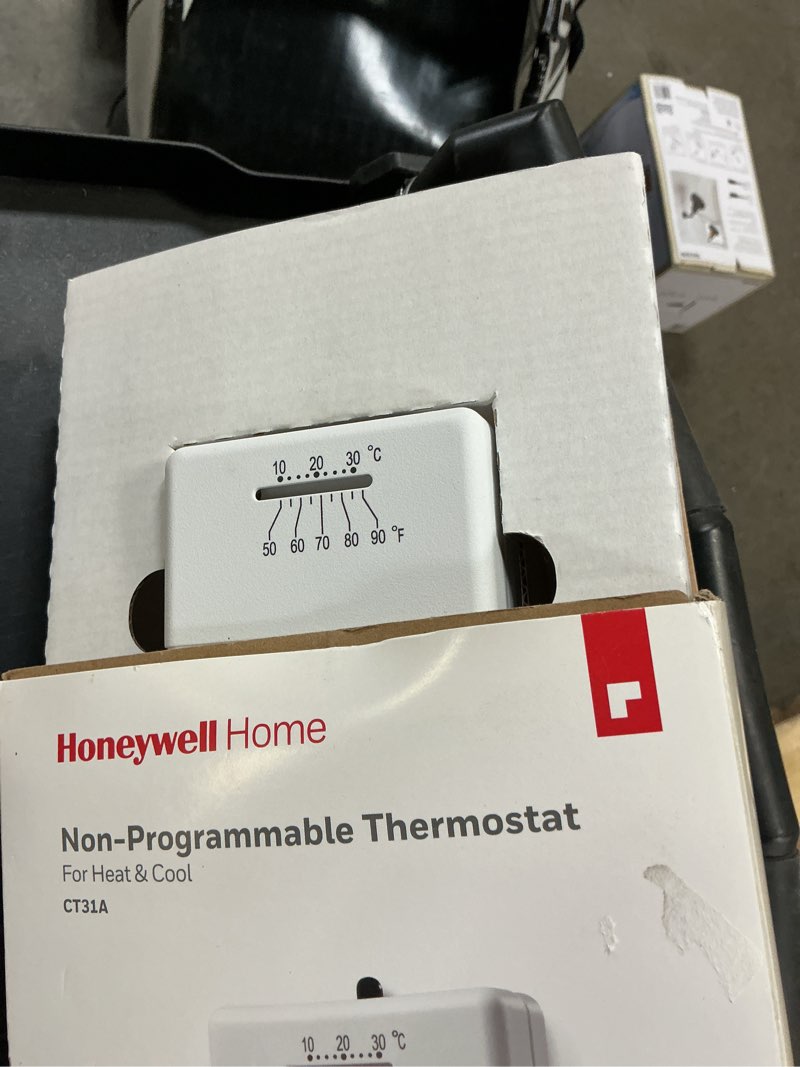 10 20 30 °C
50 60 70 80 90 °F
Honeywell Home
Non-Programmable Thermostat
For Heat & Cool
CT31A
10 20 30 °C